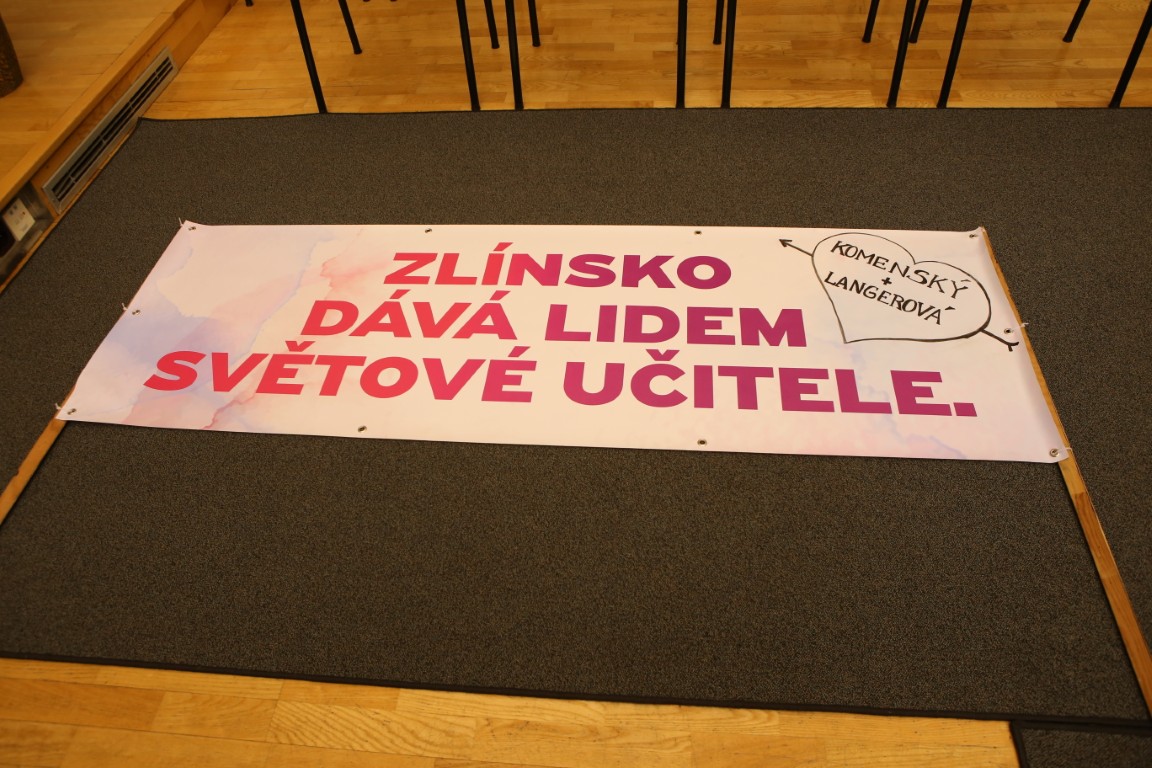 ZLÍNSKO
DÁVÁ LIDEM
SVĚTOVÉ UČITELE.
KOMENSKÝ
+
LANGEROVÁ